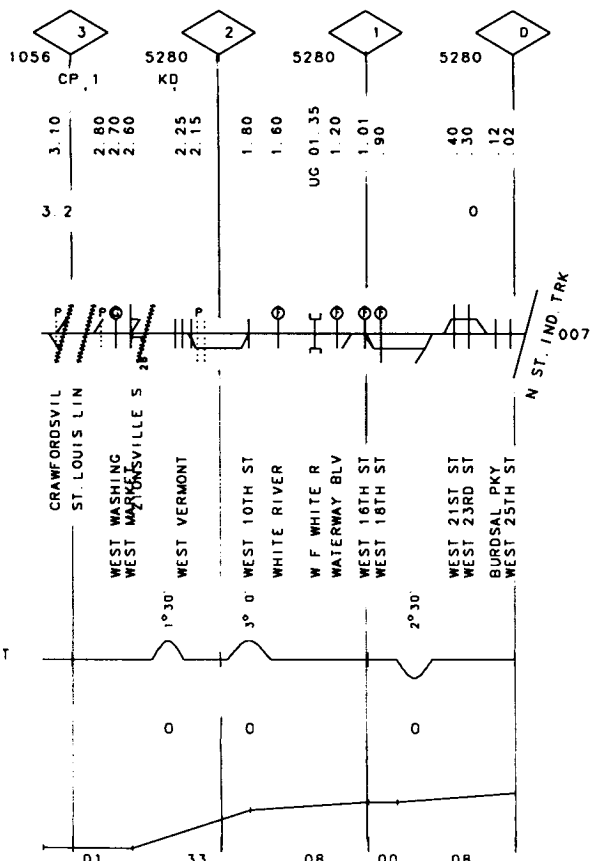 3 2 1 0
1056 5280 5280 5280
CP, 1 KD,
3.10 2.80 2.70 2.60 2.25 2.15 1.80 1.60 UG 01.35 1.20 1.01 .90 .40 .30 .12 .02
3.2 0
P P C P F F F F
28
N ST. IND. TRK
007
CRAWFORDSVIL
ST. LOUIS LIN
WEST WASHING
WEST MARKET
ZIONSVILLE S
WEST VERMONT
WEST 10TH ST
WHITE RIVER
W F WHITE R
WATERWAY BLV
WEST 16TH ST
WEST 18TH ST
WEST 21ST ST
WEST 23RD ST
BURDSAL PKY
WEST 25TH ST
1°30' 3° 0' 2°30'
T
0 0 0
.01 .33 .08 .00 .08